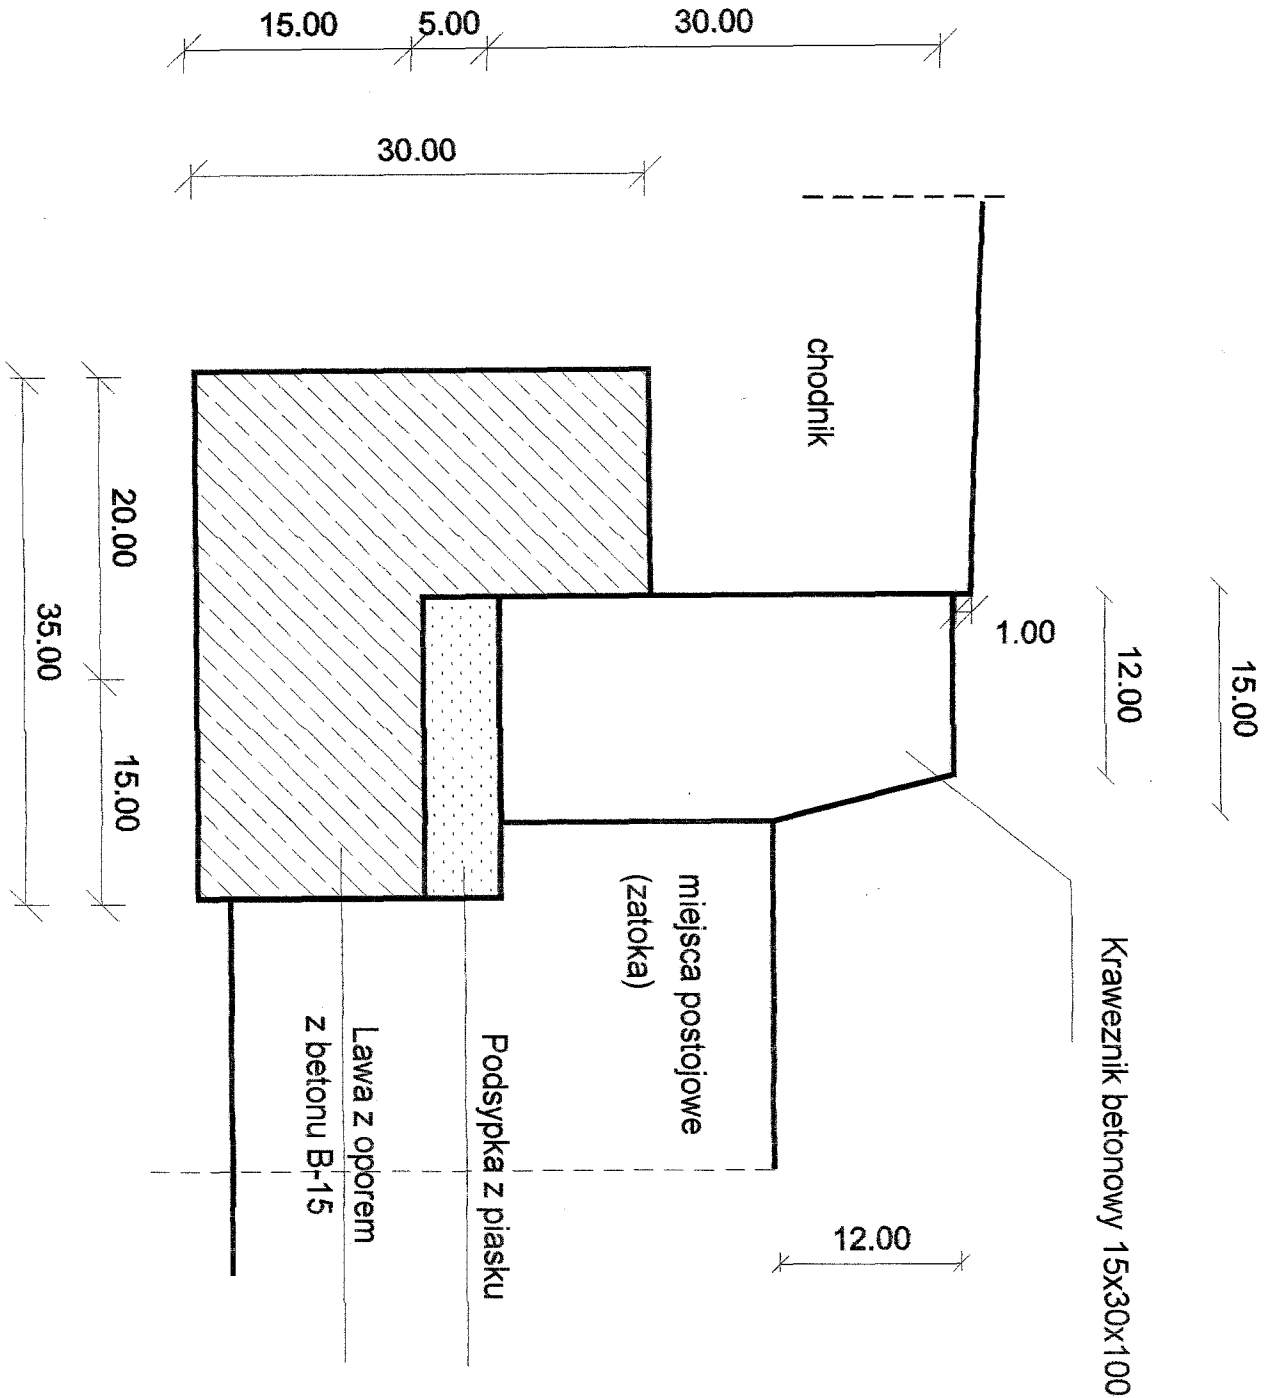 15.00
5.00
30.00
30.00
chodnik
1.00
12.00
15.00
20.00
15.00
35.00
miejsca postojowe
(zatoka)
Kraweznik betonowy 15x30x100
Podsypka z piasku
Lawa z oporem
z betonu B-15
12.00